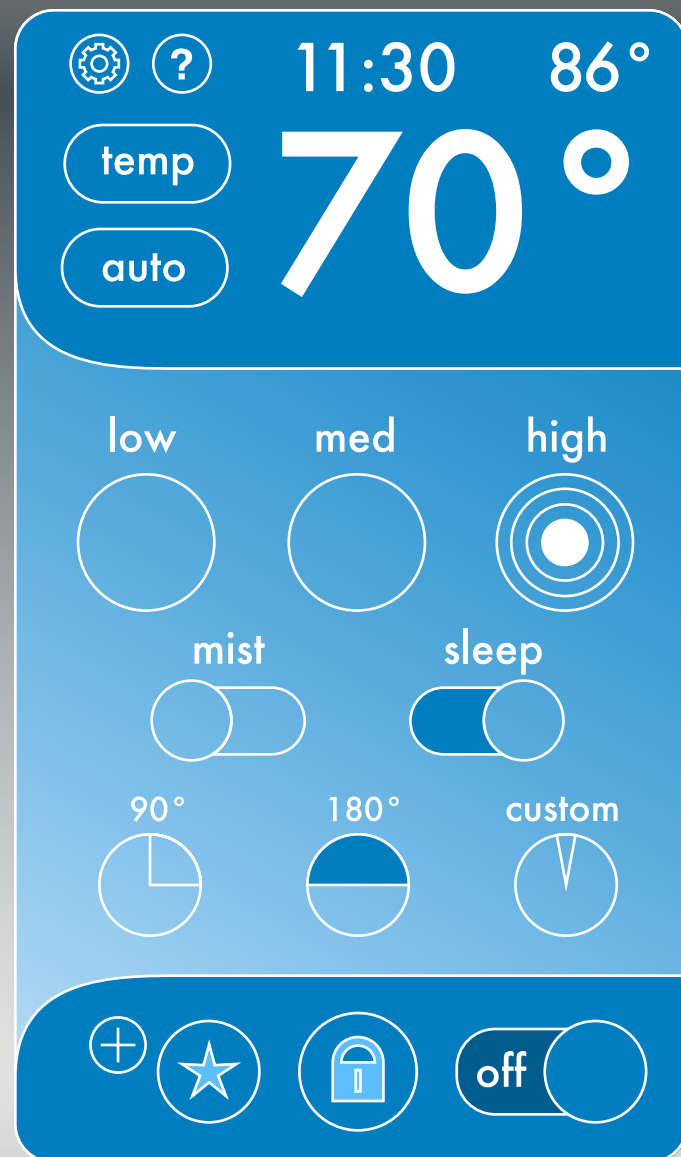 ? 11:30 86°
temp
70°
auto
low med high
mist sleep
90° 180° custom
off